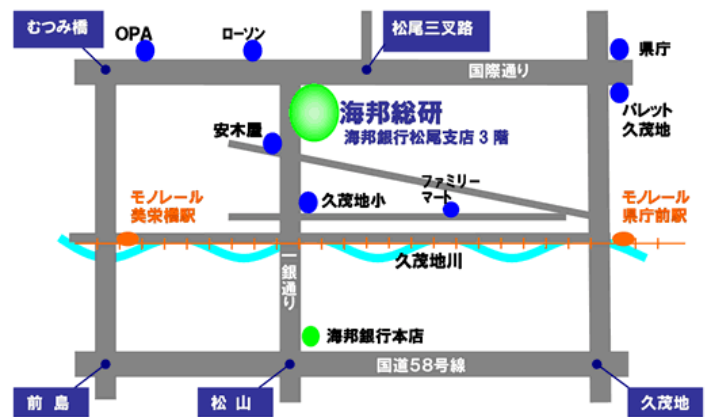 むつみ橋
OPA
ローソン
松尾三叉路
県庁
国際通り
パレット
久茂地
海邦総研
海邦銀行松尾支店3階
安木屋
ファミリー
マート
久茂地小
モノレール
美栄橋駅
モノレール
県庁前駅
久茂地川
一銀通り
海邦銀行本店
国道58号線
前島
松山
久茂地